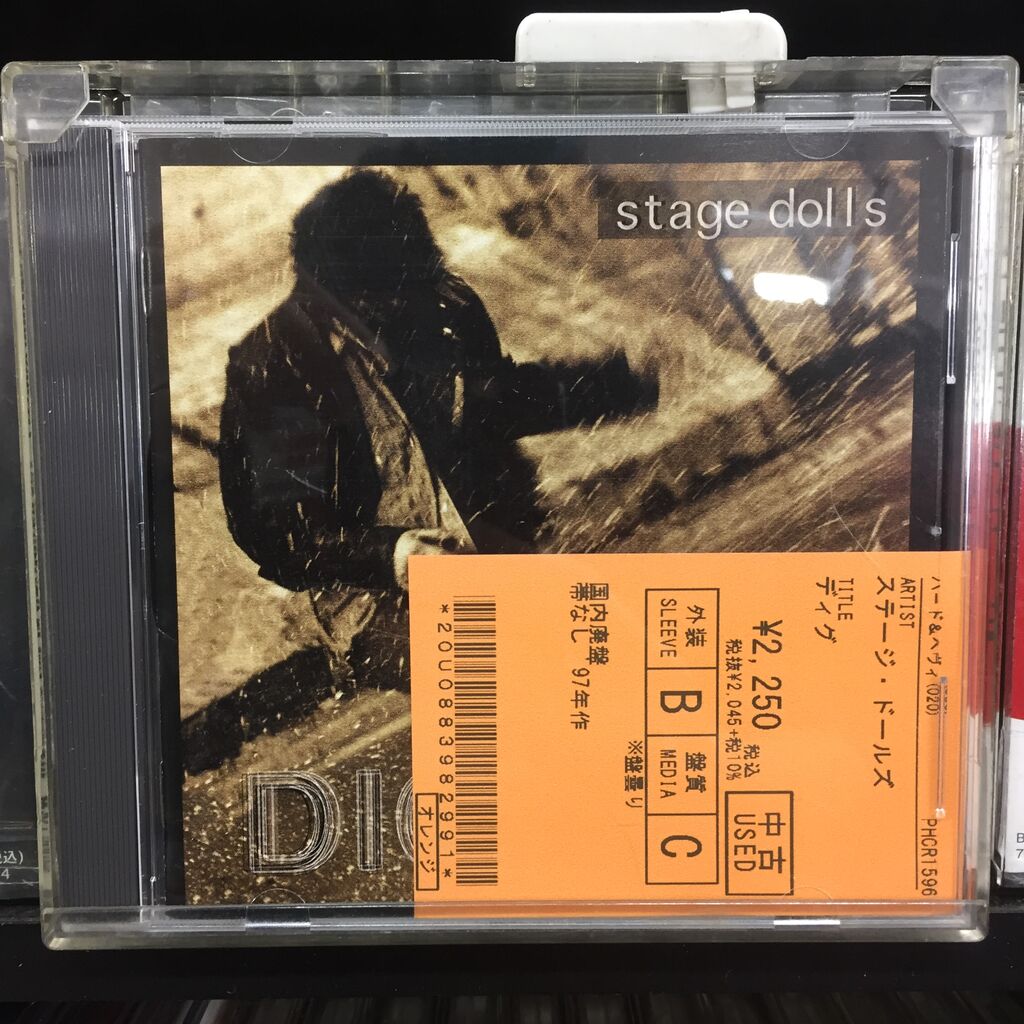 stage dolls
DIG
ハード&ヘヴィ(020)
PHCR1596
ARTIST
ステージ・ドールズ
TITLE
ディグ
¥2,250 税込
税抜¥2,045+税10%
中古
USED
外装
SLEEVE
B
盤質
MEDIA
C
※盤曇り
国内廃盤 97年作
帯なし
*20U0883982991*
オレンジ